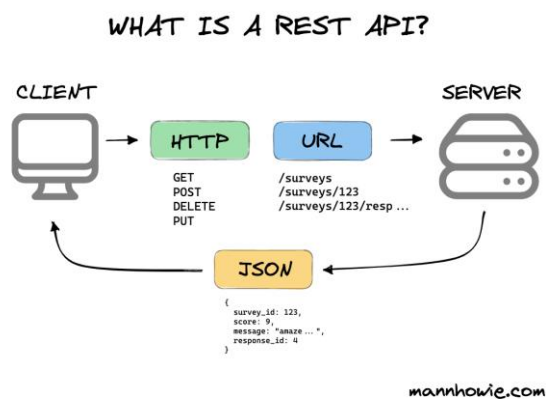 WHAT IS A REST API?
CLIENT
SERVER
HTTP
URL
GET
POST
DELETE
PUT
/surveys
/surveys/123
/surveys/123/resp ...
JSON
{
survey_id: 123,
score: 9,
message: "amaze ... ",
response_id: 4
}
mannhowie.com